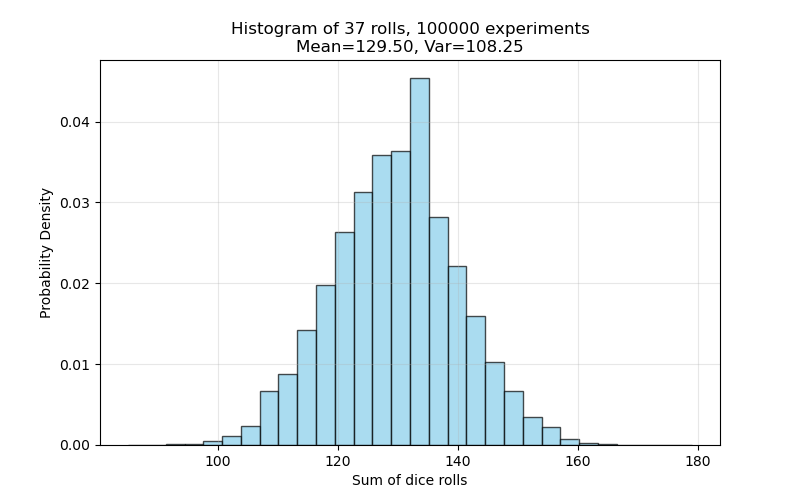 Histogram of 37 rolls, 100000 experiments
Mean=129.50, Var=108.25
Probability Density
0.04
0.03
0.02
0.01
0.00
100 120 140 160 180
Sum of dice rolls